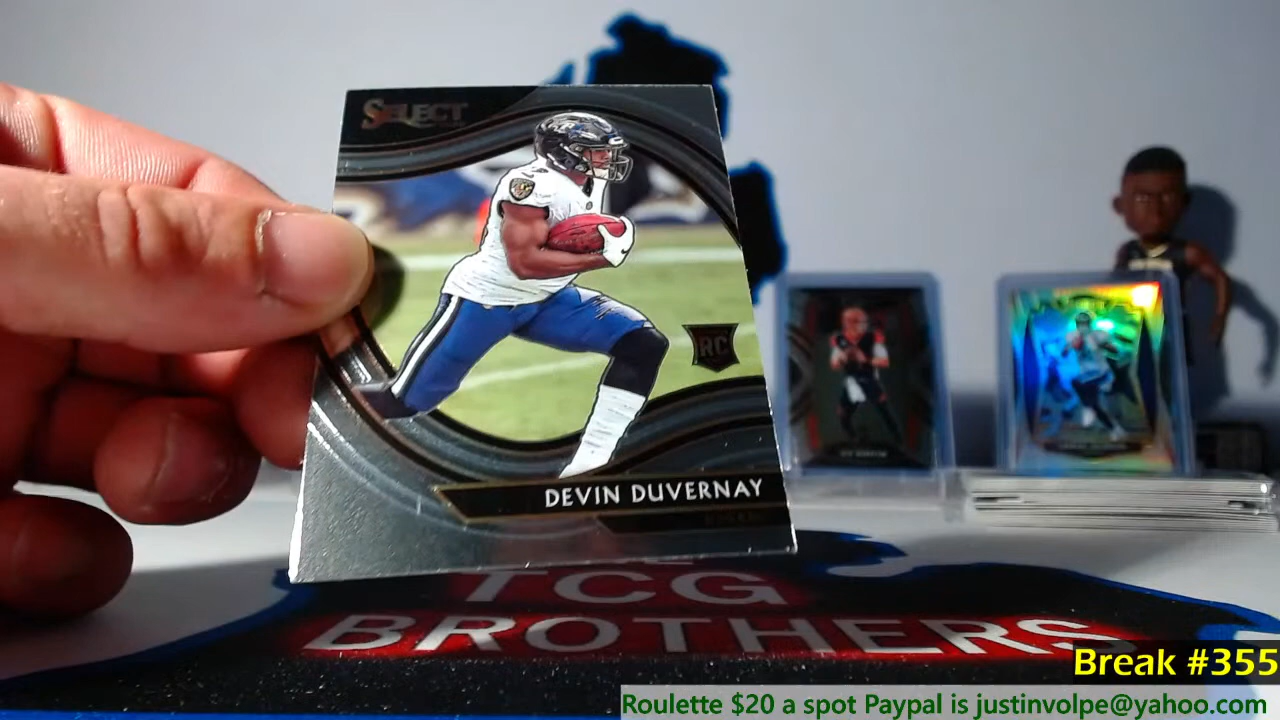 SELECT
RC
DEVIN DUVERNAY
TCG
BROTHERS
Break #355
Roulette $20 a spot Paypal is justinvolpe@yahoo.com